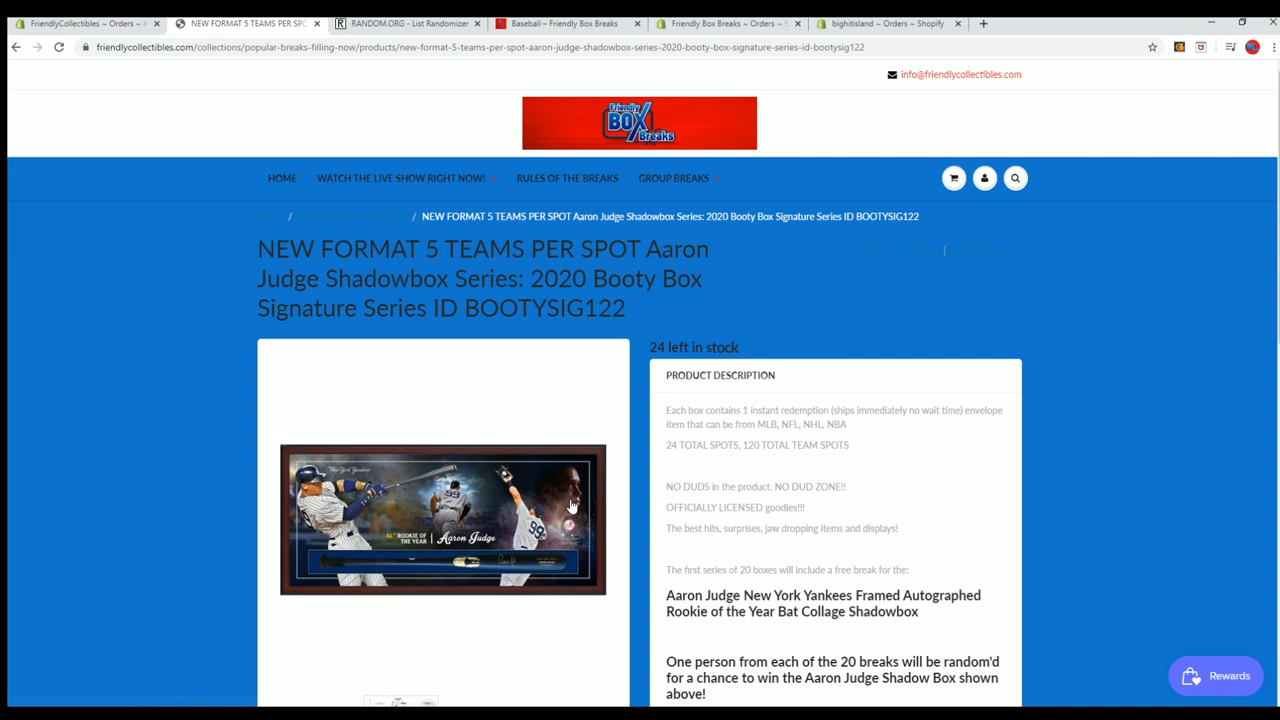 FriendlyCollectibles ~ Orders ~
NEW FORMAT 5 TEAMS PER SPO
RANDOM.ORG - List Randomizer
Baseball – Friendly Box Breaks
Friendly Box Breaks ~ Orders ~ S
bighitisland ~ Orders ~ Shopify
friendlycollectibles.com/collections/popular-breaks-filling-now/products/new-format-5-teams-per-spot-aaron-judge-shadowbox-series-2020-booty-box-signature-series-id-bootysig122
info@friendlycollectibles.com
Friendly
BOX
Breaks
HOME
WATCH THE LIVE SHOW RIGHT NOW!
RULES OF THE BREAKS
GROUP BREAKS
/ / NEW FORMAT 5 TEAMS PER SPOT Aaron Judge Shadowbox Series: 2020 Booty Box Signature Series ID BOOTYSIG122
NEW FORMAT 5 TEAMS PER SPOT Aaron
Judge Shadowbox Series: 2020 Booty Box
Signature Series ID BOOTYSIG122
24 left in stock
PRODUCT DESCRIPTION
Each box contains 1 instant redemption (ships immediately no wait time) envelope
item that can be from MLB, NFL, NHL, NBA
24 TOTAL SPOTS, 120 TOTAL TEAM SPOTS
NO DUDS in the product. NO DUD ZONE!!
OFFICIALLY LICENSED goodies!!!
The best hits, surprises, jaw dropping items and displays!
The first series of 20 boxes will include a free break for the:
Aaron Judge New York Yankees Framed Autographed
Rookie of the Year Bat Collage Shadowbox
One person from each of the 20 breaks will be random'd
for a chance to win the Aaron Judge Shadow Box shown
above!
New York Yankees
99
99
AL ROOKIE OF
THE YEAR
Aaron Judge
Rewards